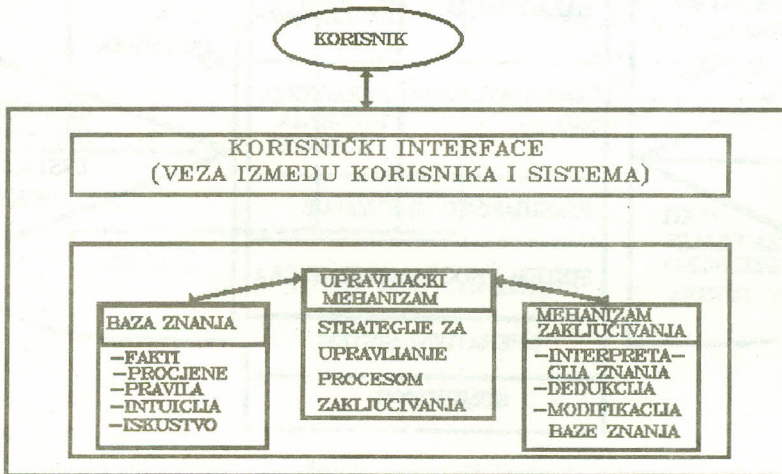 KORISNIK
KORISNIČKI INTERFACE
(VEZA IZMEDU KORISNIKA I SISTEMA)
BAZA ZNANJA
—FAKTI
—PROCJENE
—PRAVILA
—INTUICIJA
—ISKUSTVO
UPRAVLJAČKI
MEHANIZAM
STRATEGIJE ZA
UPRAVLJANJE
PROCESOM
ZAKLJUCIVANJA
MEHANIZAM
ZAKLJUCIVANJA
—INTERPRETA—
CIJA ZNANJA
—DEDUKCIJA
—MODIFIKACIJA
BAZE ZNANJA